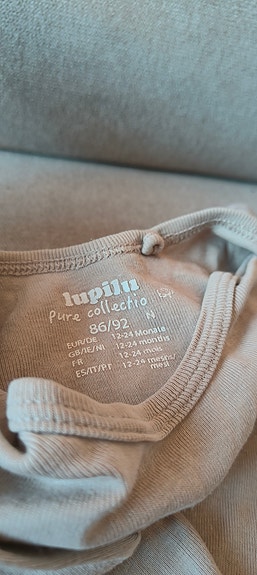 lupilu
pure collectio N
86/92
EUR/DE 12-24 Monate
GB/IE/NI 12-24 months
FR 12-24 mois
ES/IT/PT 12-24 meses/
mesi